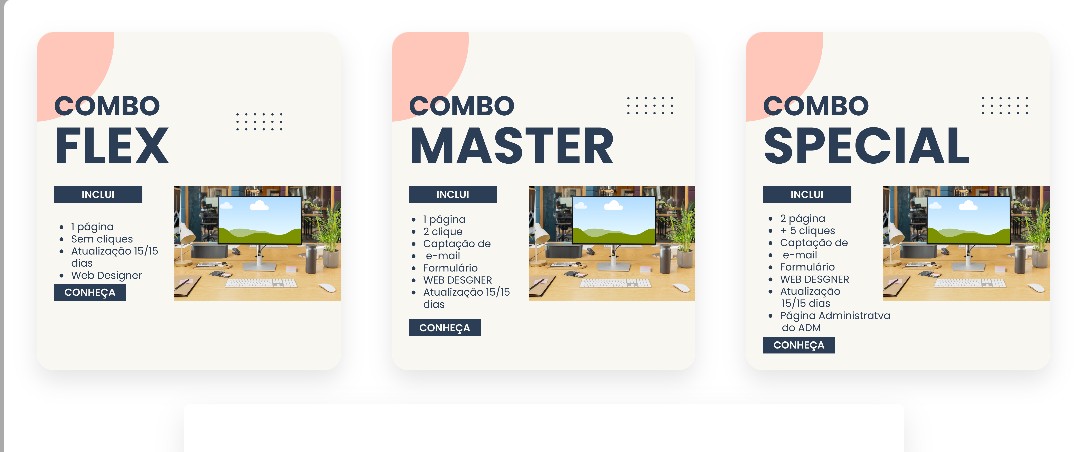 COMBO
FLEX
INCLUI
• 1 página
• Sem cliques
• Atualização 15/15
dias
• Web Designer
CONHEÇA
COMBO
MASTER
INCLUI
• 1 página
• 2 clique
• Captação de
• e-mail
• Formulário
• WEB DESGNER
• Atualização 15/15
dias
CONHEÇA
COMBO
SPECIAL
INCLUI
• 2 página
• + 5 cliques
• Captação de
• e-mail
• Formulário
• WEB DESGNER
• Atualização
15/15 dias
• Página Administratva
do ADM
CONHEÇA